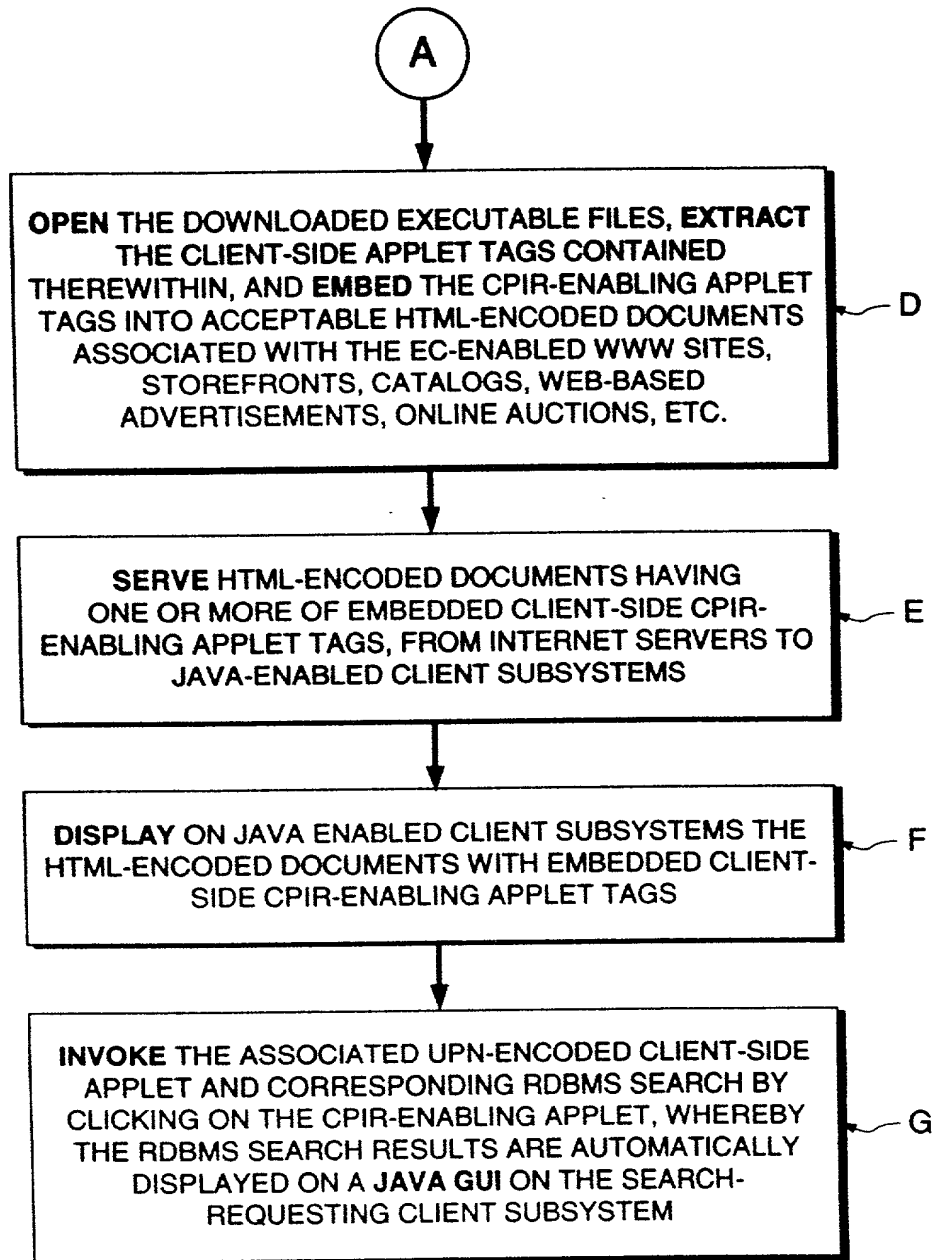 A
OPEN THE DOWNLOADED EXECUTABLE FILES, EXTRACT
THE CLIENT-SIDE APPLET TAGS CONTAINED
THEREWITHIN, AND EMBED THE CPIR-ENABLING APPLET
TAGS INTO ACCEPTABLE HTML-ENCODED DOCUMENTS
ASSOCIATED WITH THE EC-ENABLED WWW SITES,
STOREFRONTS, CATALOGS, WEB-BASED
ADVERTISEMENTS, ONLINE AUCTIONS, ETC.
D
SERVE HTML-ENCODED DOCUMENTS HAVING
ONE OR MORE OF EMBEDDED CLIENT-SIDE CPIR-
ENABLING APPLET TAGS, FROM INTERNET SERVERS TO
JAVA-ENABLED CLIENT SUBSYSTEMS
E
DISPLAY ON JAVA ENABLED CLIENT SUBSYSTEMS THE
HTML-ENCODED DOCUMENTS WITH EMBEDDED CLIENT-
SIDE CPIR-ENABLING APPLET TAGS
F
INVOKE THE ASSOCIATED UPN-ENCODED CLIENT-SIDE
APPLET AND CORRESPONDING RDBMS SEARCH BY
CLICKING ON THE CPIR-ENABLING APPLET, WHEREBY
THE RDBMS SEARCH RESULTS ARE AUTOMATICALLY
DISPLAYED ON A JAVA GUI ON THE SEARCH-
REQUESTING CLIENT SUBSYSTEM
G